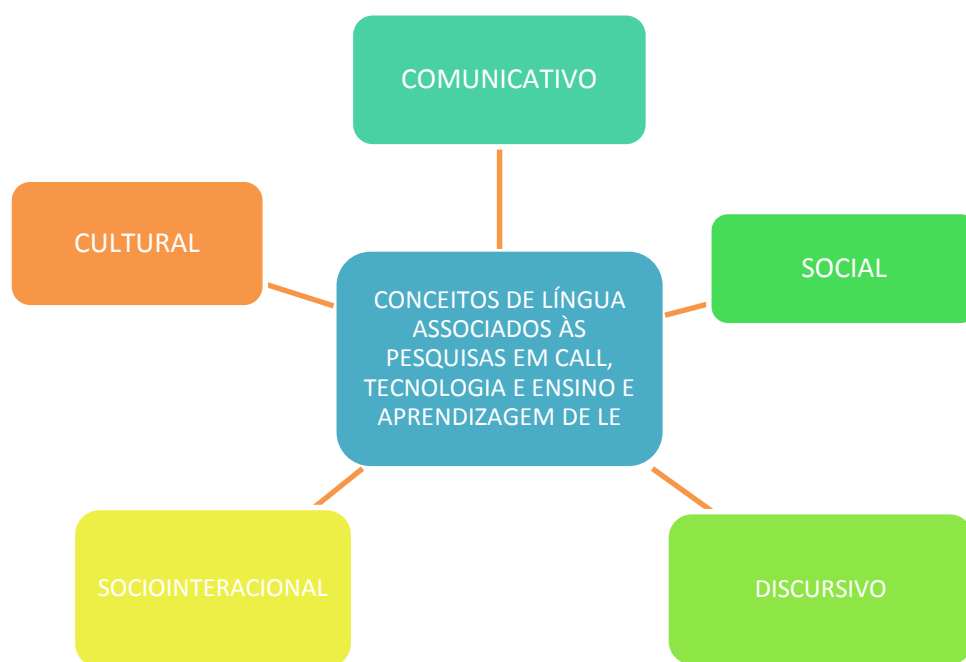 COMUNICATIVO
CULTURAL
SOCIAL
CONCEITOS DE LÍNGUA
ASSOCIADOS ÀS
PESQUISAS EM CALL,
TECNOLOGIA E ENSINO E
APRENDIZAGEM DE LE
SOCIOINTERACIONAL
DISCURSIVO